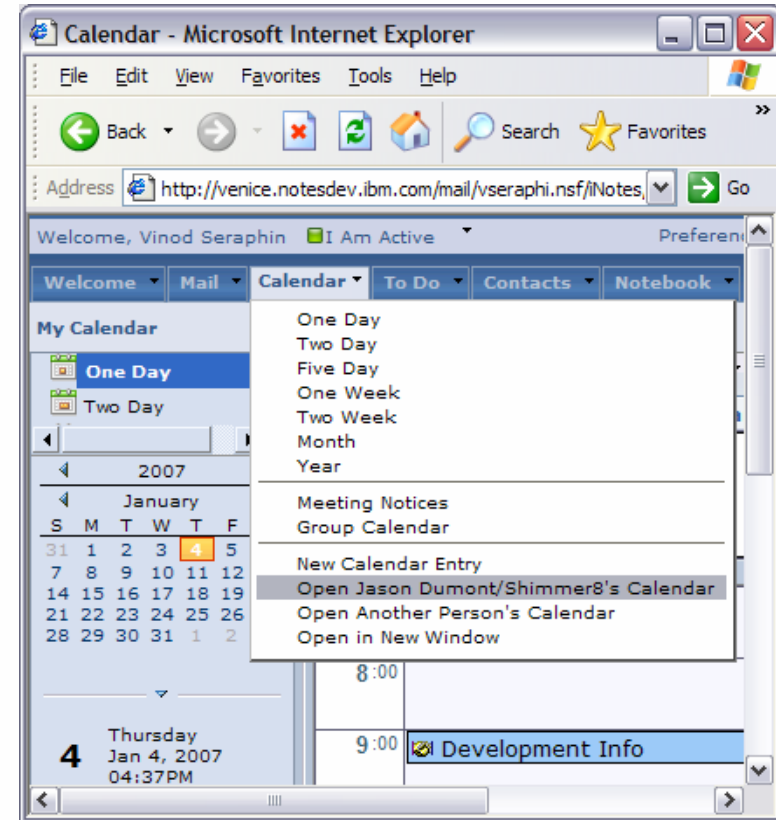 Calendar - Microsoft Internet Explorer
File Edit View Favorites Tools Help
Back Search Favorites »
Address http://venice.notesdev.ibm.com/mail/vseraphi.nsf/iNotes, Go
Welcome, Vinod Seraphin I Am Active Preferen
Welcome Mail Calendar To Do Contacts Notebook
My Calendar
One Day
Two Day
2007
January
S M T W T F
31 1 2 3 4 5
7 8 9 10 11 12
14 15 16 17 18 19
21 22 23 24 25 26
28 29 30 31 1 2
4
Thursday
Jan 4, 2007
04:37PM
One Day
Two Day
Five Day
One Week
Two Week
Month
Year
Meeting Notices
Group Calendar
New Calendar Entry
Open Jason Dumont/Shimmer8's Calendar
Open Another Person's Calendar
Open in New Window
8:00
9:00 Development Info